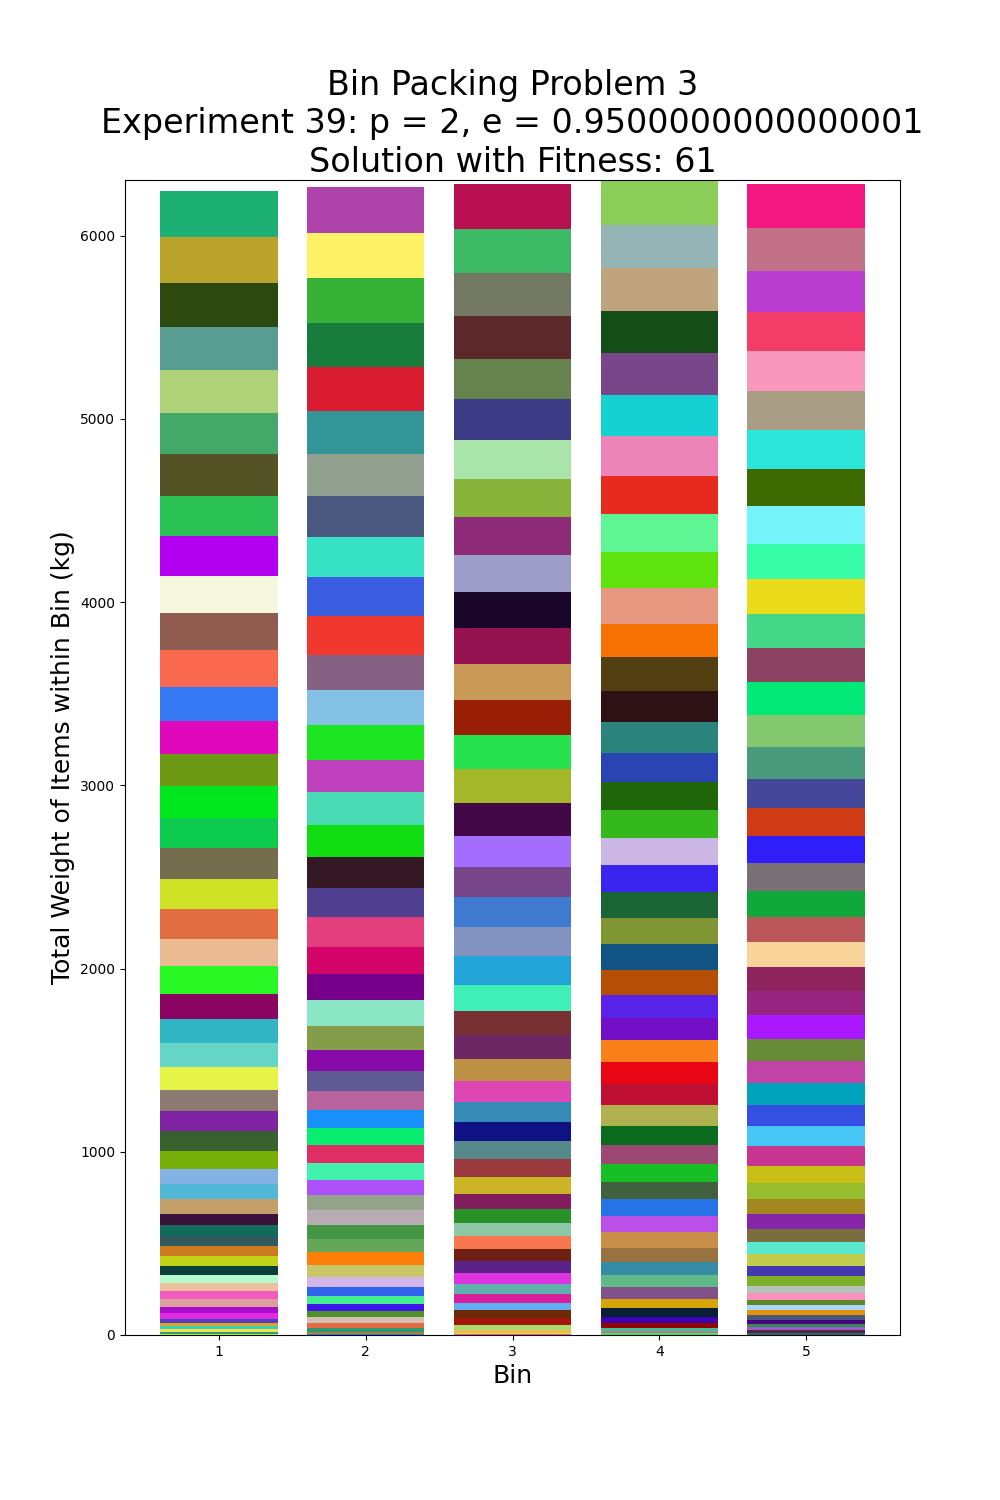 Bin Packing Problem 3
Experiment 39: p = 2, e = 0.9500000000000001
Solution with Fitness: 61
Total Weight of Items within Bin (kg)
6000
5000
4000
3000
2000
1000
0
1 2 3 4 5
Bin